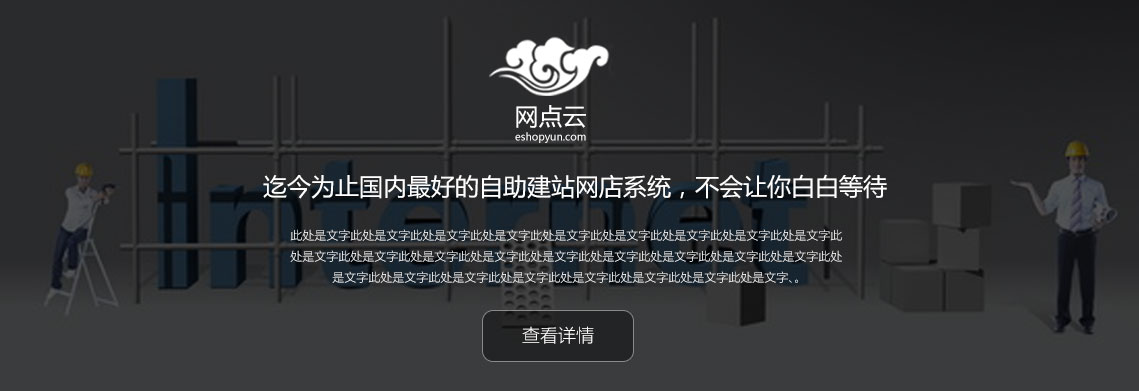 网点云
eshopyun.com
迄今为止国内最好的自助建站网店系统，不会让你白白等待
此处是文字此处是文字此处是文字此处是文字此处是文字此处是文字此处是文字此处是文字此处是文字此
处是文字此处是文字此处是文字此处是文字此处是文字此处是文字此处是文字此处是文字此处是文字此处
是文字此处是文字此处是文字此处是文字此处是文字此处是文字此处是文字此处是文字、。
查看详情
Internet